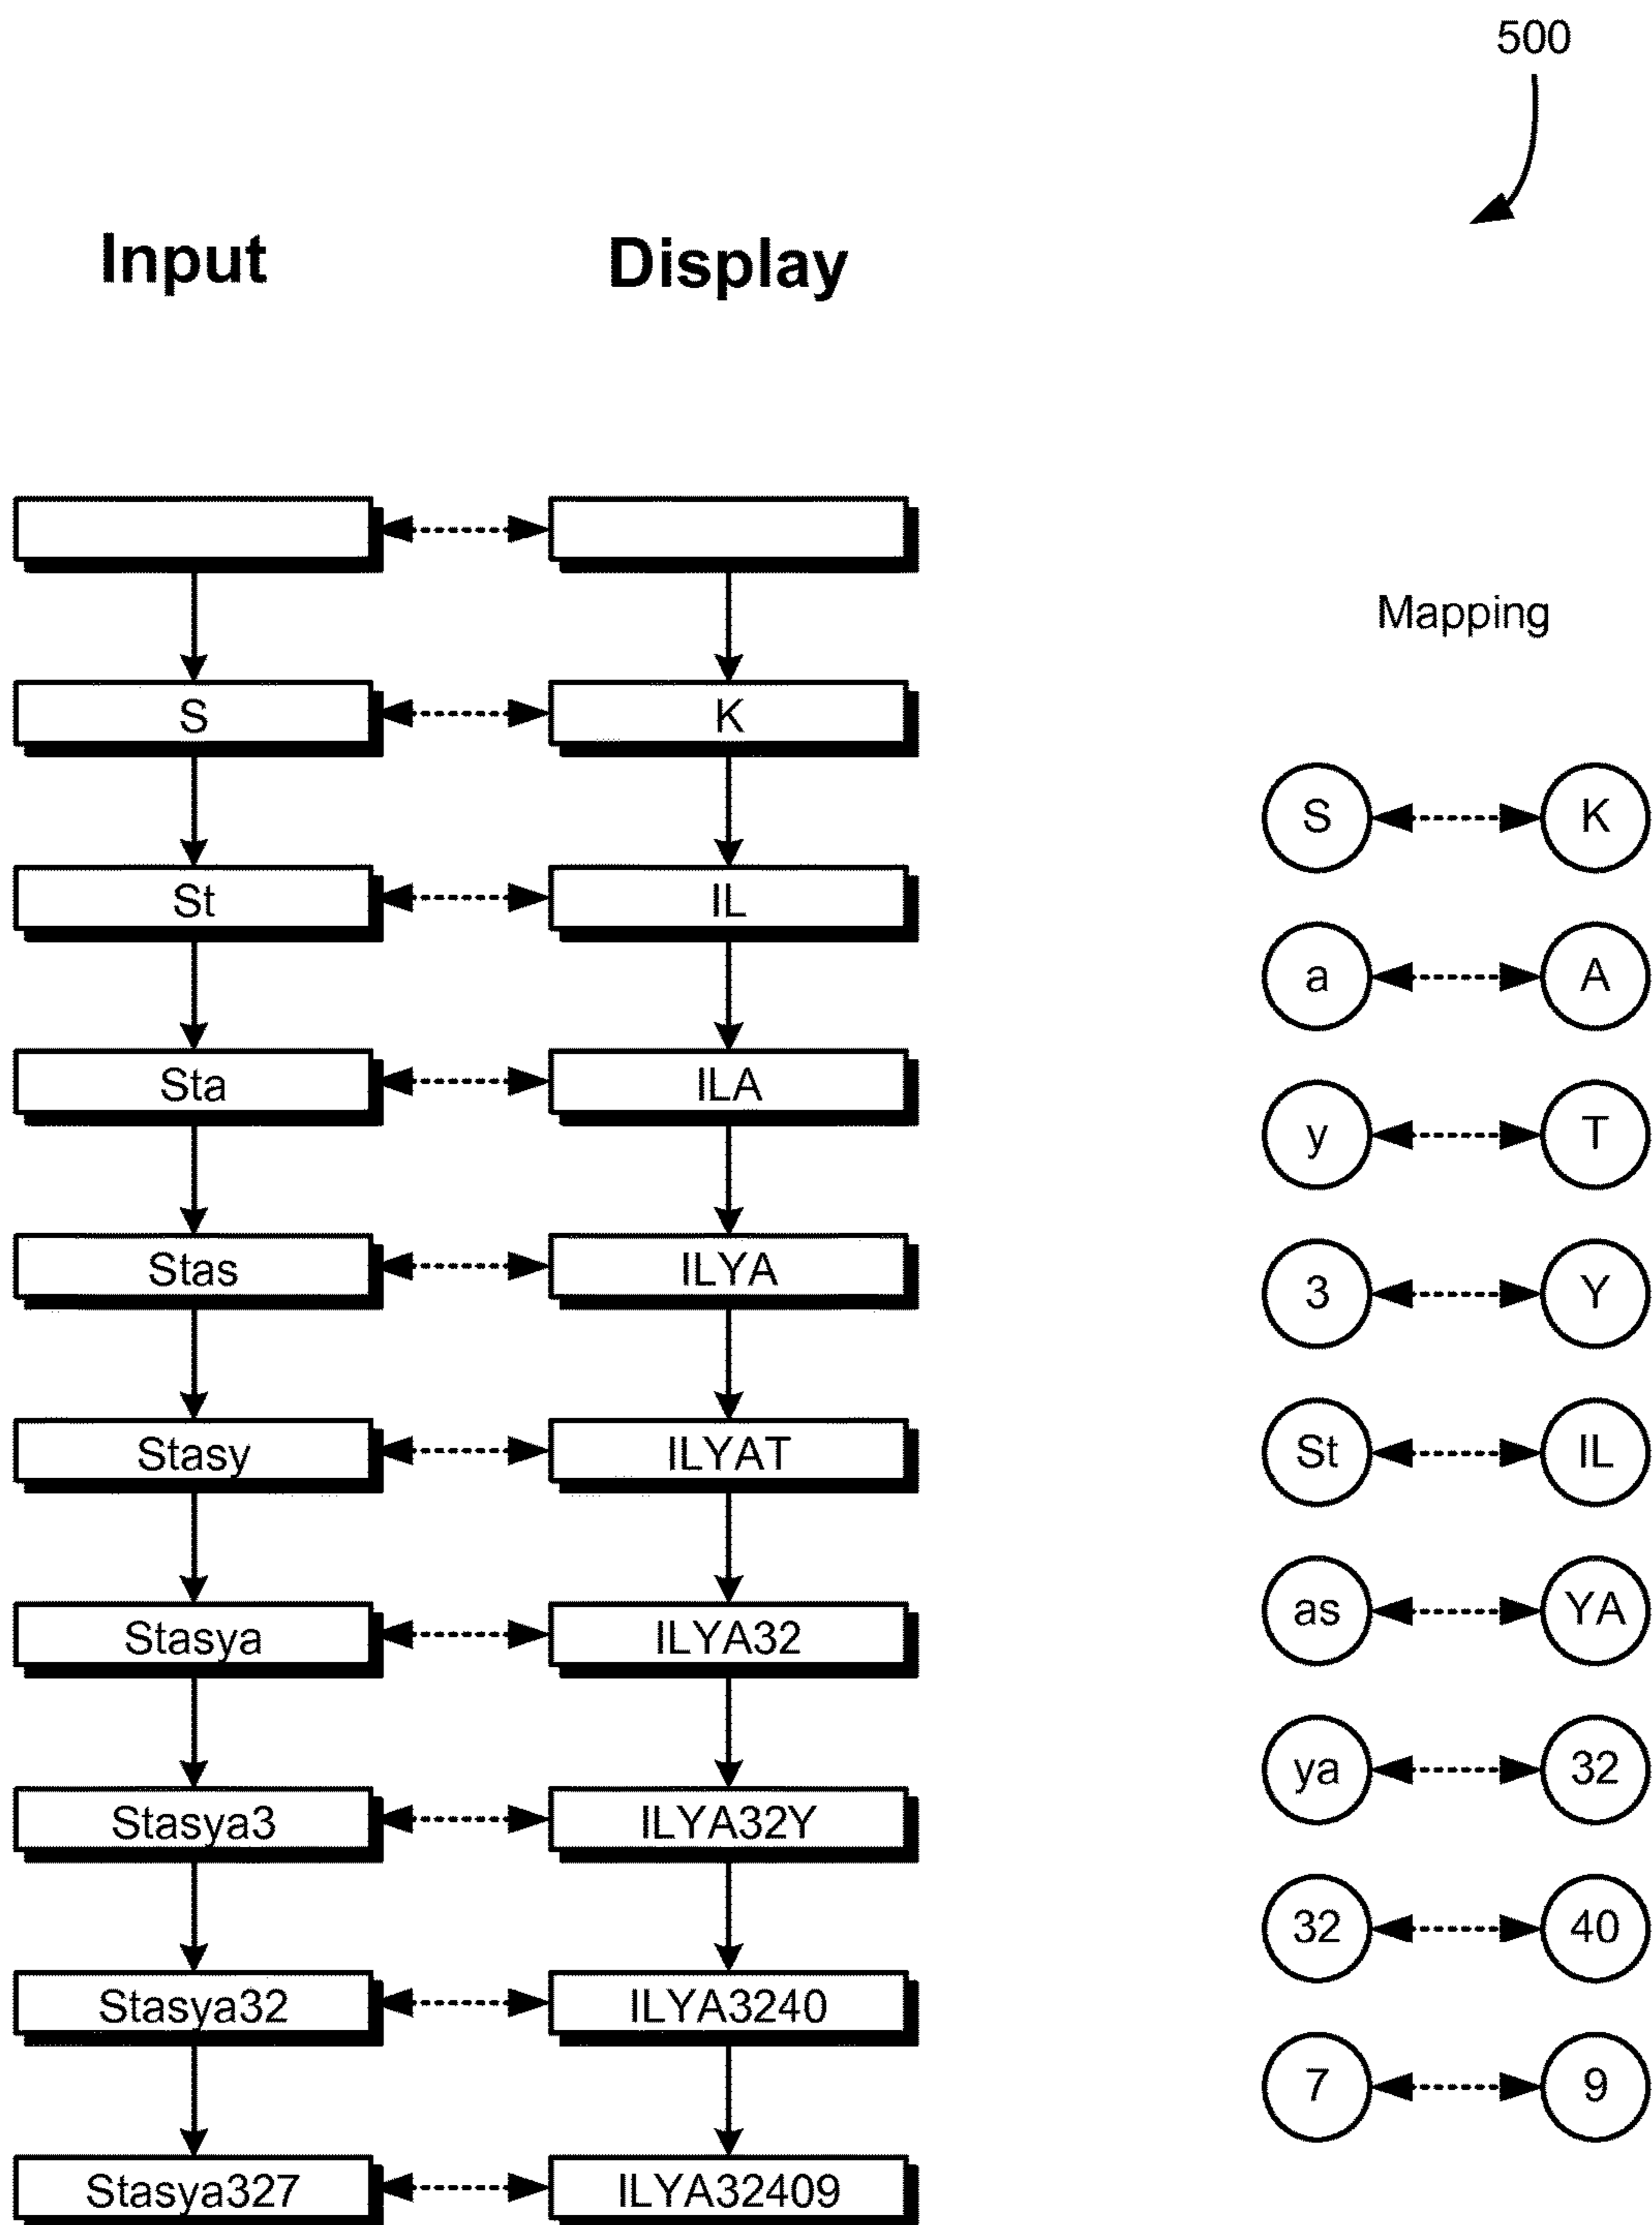 500
Input Display
Mapping
S K
S K
St IL
a A
Sta ILA
y T
Stas ILYA
3 Y
Stasy ILYAT
St IL
Stasya ILYA32
as YA
ya 32
Stasya3 ILYA32Y
32 40
Stasya32 ILYA3240
7 9
Stasya327 ILYA32409